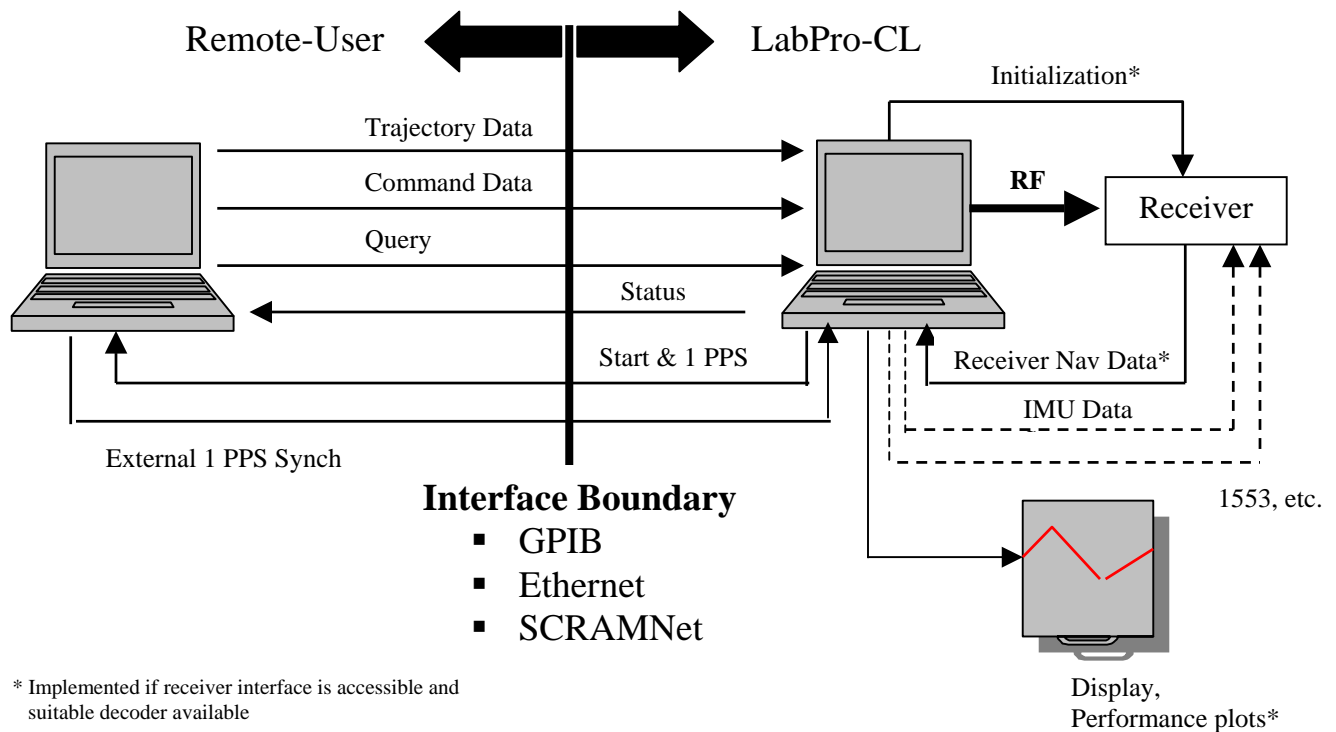 Remote-User
LabPro-CL
Initialization*
Trajectory Data
Command Data
RF
Receiver
Query
Status
Start & 1 PPS
Receiver Nav Data*
IMU Data
External 1 PPS Synch
Interface Boundary
▪ GPIB
▪ Ethernet
▪ SCRAMNet
1553, etc.
* Implemented if receiver interface is accessible and
suitable decoder available
Display,
Performance plots*